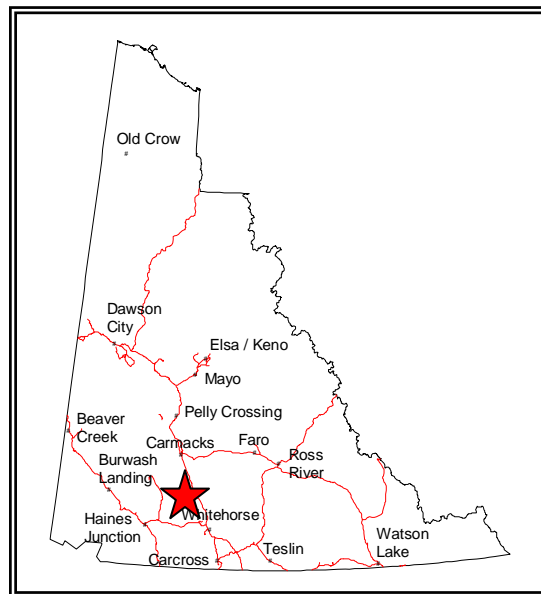 Old Crow
Dawson
City
Elsa / Keno
Mayo
Pelly Crossing
Beaver
Creek
Carmacks
Faro
Ross
River
Burwash
Landing
Whitehorse
Haines
Junction
Watson
Lake
Carcross
Teslin